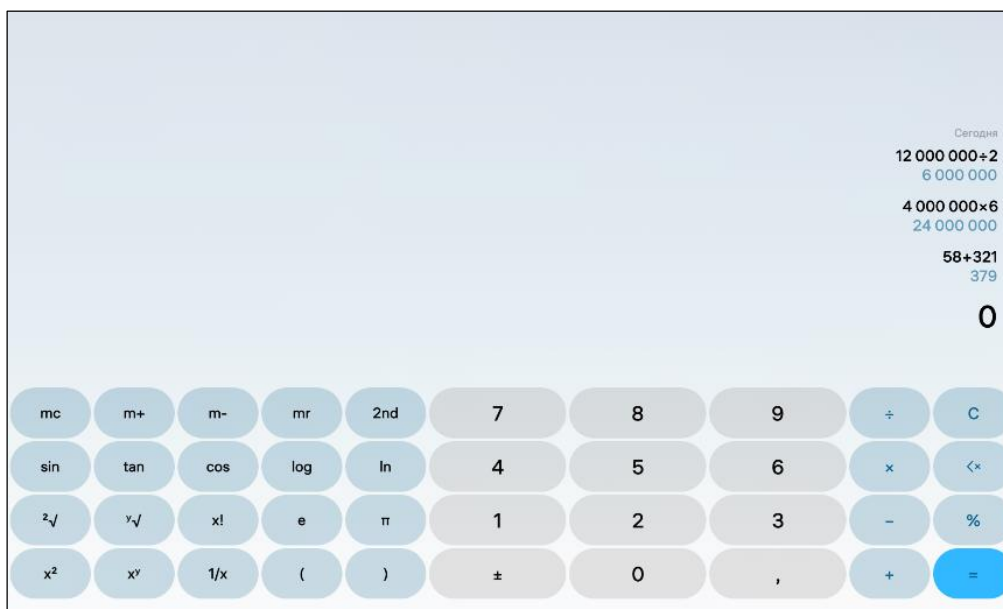 Сегодня
12 000 000÷2
6 000 000
4 000 000×6
24 000 000
58+321
379
0
mc m+ m- mr 2nd 7 8 9 ÷ C
sin tan cos log ln 4 5 6 × <×
²√ ʸ√ x! e π 1 2 3 − %
x² xʸ 1/x ( ) ± 0 , + =